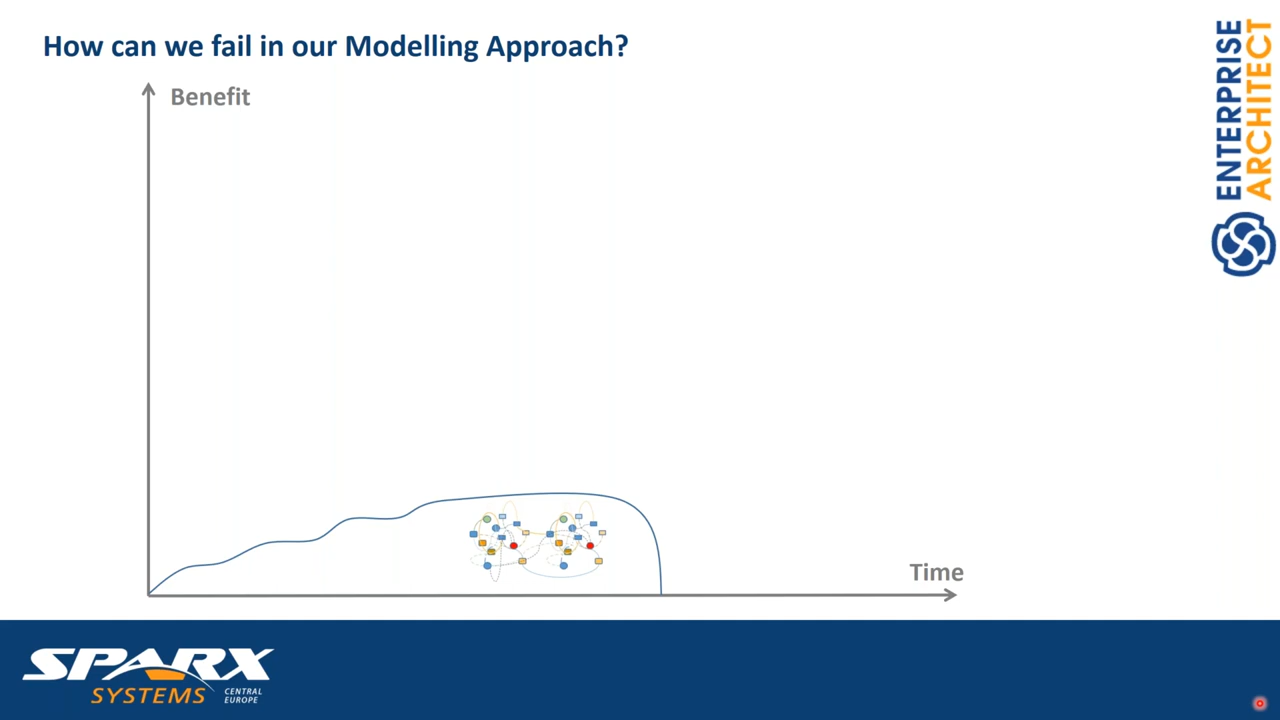 How can we fail in our Modelling Approach?
Benefit
ENTERPRISE
ARCHITECT
Time
SPARX
SYSTEMS
CENTRAL
EUROPE